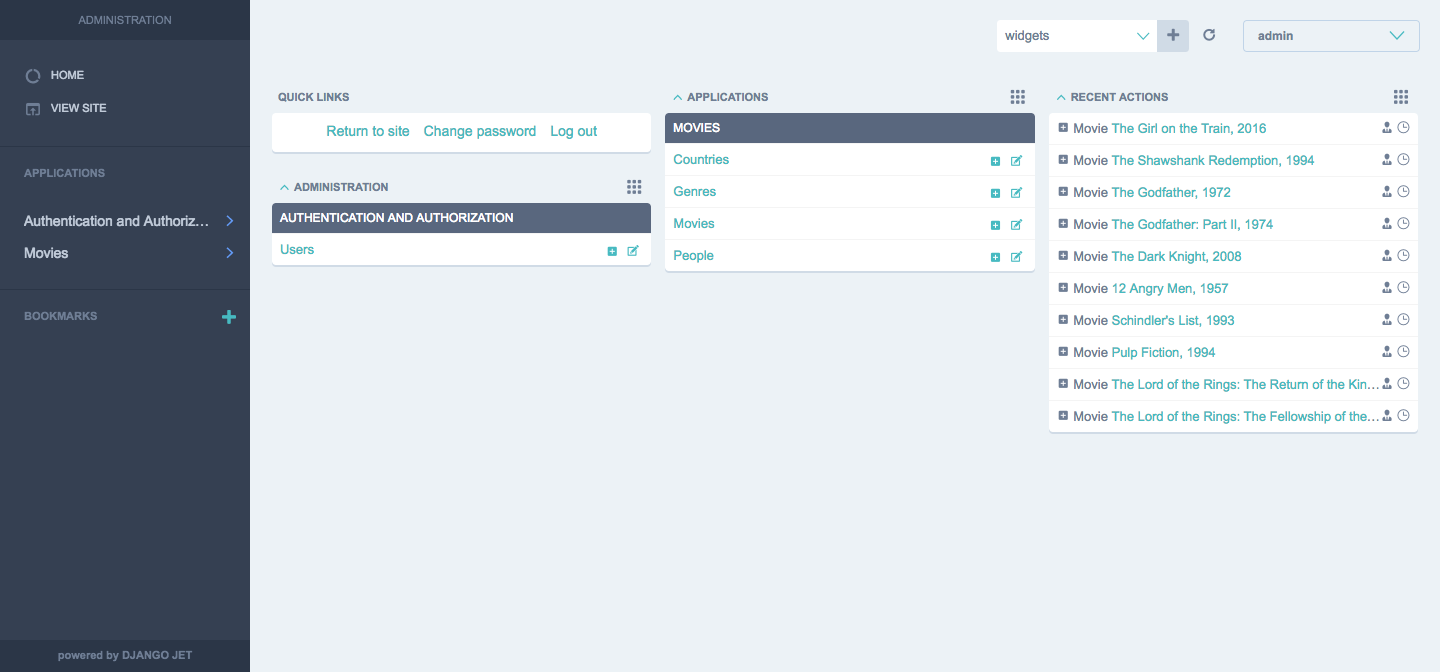 ADMINISTRATION
HOME
VIEW SITE
APPLICATIONS
Authentication and Authoriz...
Movies
BOOKMARKS
powered by DJANGO JET
widgets
admin
QUICK LINKS
Return to site Change password Log out
ADMINISTRATION
AUTHENTICATION AND AUTHORIZATION
Users
APPLICATIONS
MOVIES
Countries
Genres
Movies
People
RECENT ACTIONS
Movie The Girl on the Train, 2016
Movie The Shawshank Redemption, 1994
Movie The Godfather, 1972
Movie The Godfather: Part II, 1974
Movie The Dark Knight, 2008
Movie 12 Angry Men, 1957
Movie Schindler's List, 1993
Movie Pulp Fiction, 1994
Movie The Lord of the Rings: The Return of the Kin...
Movie The Lord of the Rings: The Fellowship of the...